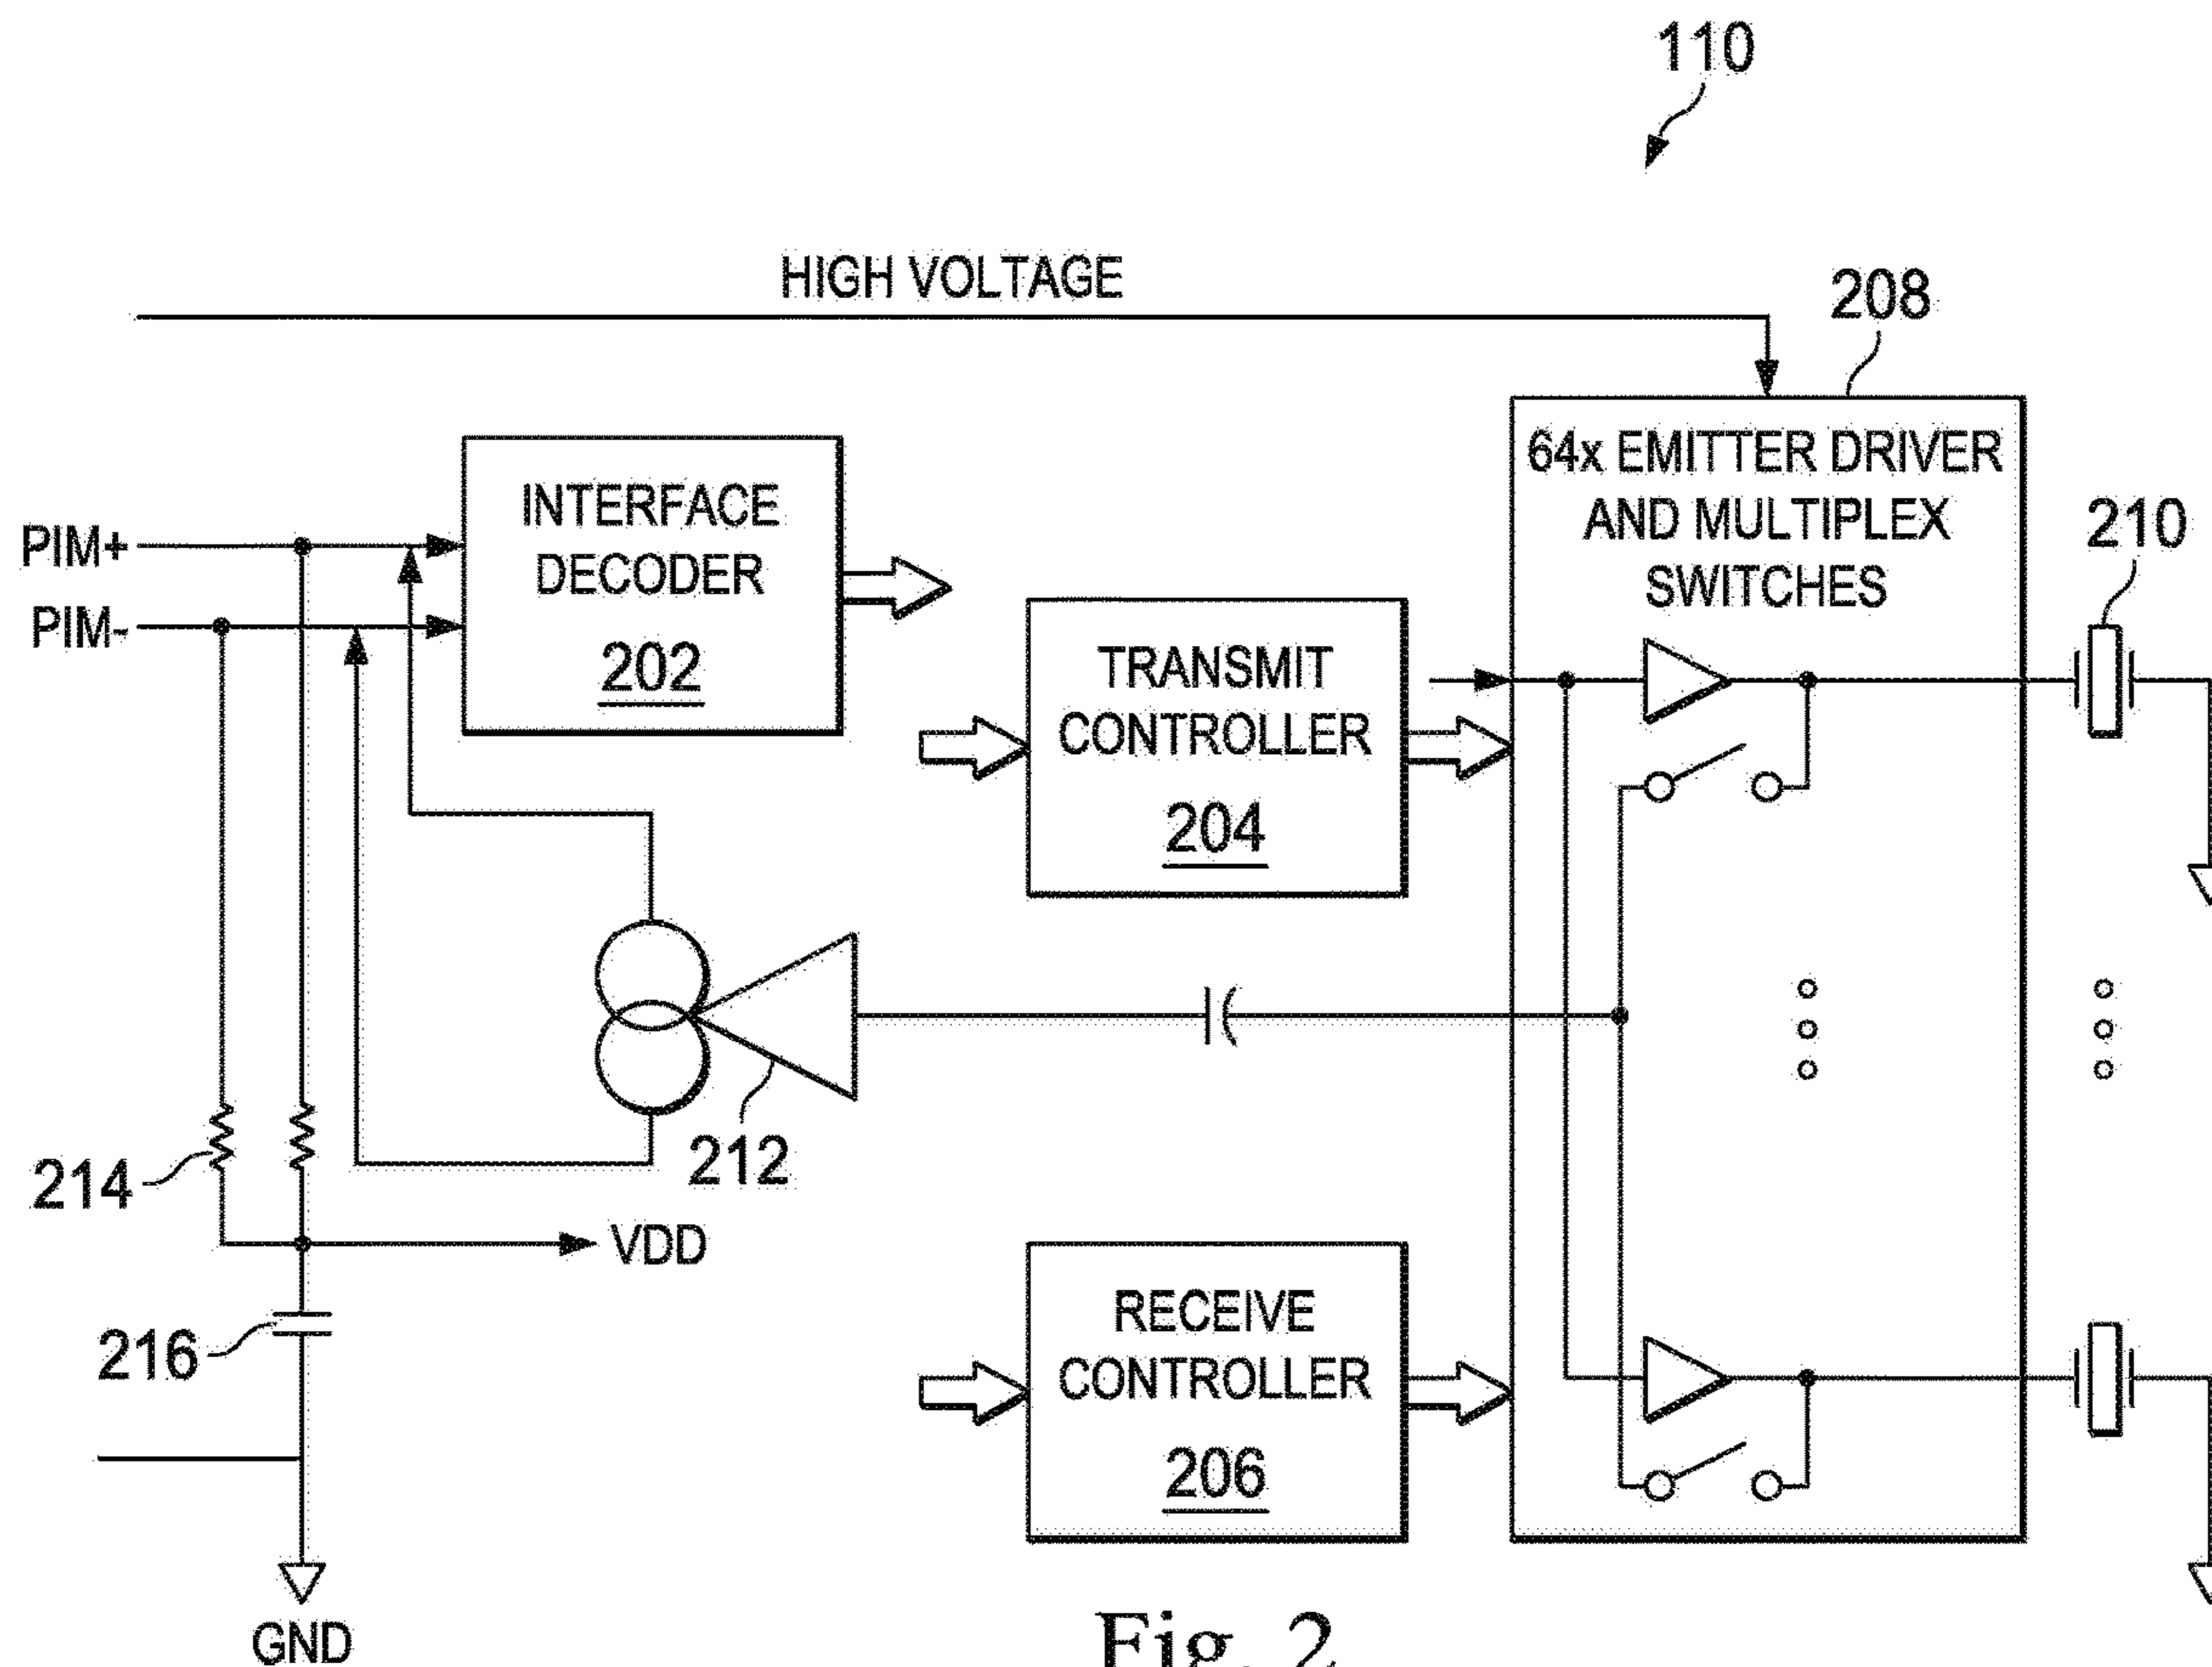 110
HIGH VOLTAGE
208
64x EMITTER DRIVER
AND MULTIPLEX
SWITCHES
210
INTERFACE
DECODER
202
PIM+
PIM-
TRANSMIT
CONTROLLER
204
212
214
VDD
216
RECEIVE
CONTROLLER
206
GND
Fig. 2